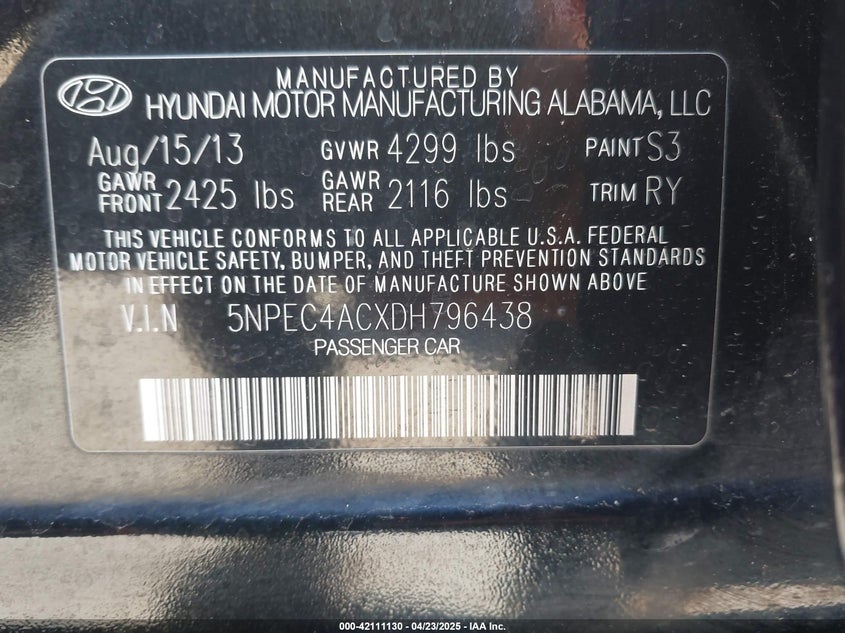 MANUFACTURED BY
HYUNDAI MOTOR MANUFACTURING ALABAMA, LLC
Aug/15/13 GVWR 4299 lbs PAINT S3
GAWR FRONT 2425 lbs GAWR REAR 2116 lbs TRIM RY
THIS VEHICLE CONFORMS TO ALL APPLICABLE U.S.A. FEDERAL
MOTOR VEHICLE SAFETY, BUMPER, AND THEFT PREVENTION STANDARDS
IN EFFECT ON THE DATE OF MANUFACTURE SHOWN ABOVE
V.I.N 5NPEC4ACXDH796438
PASSENGER CAR
000-42111130 - 04/23/2025 - IAA Inc.